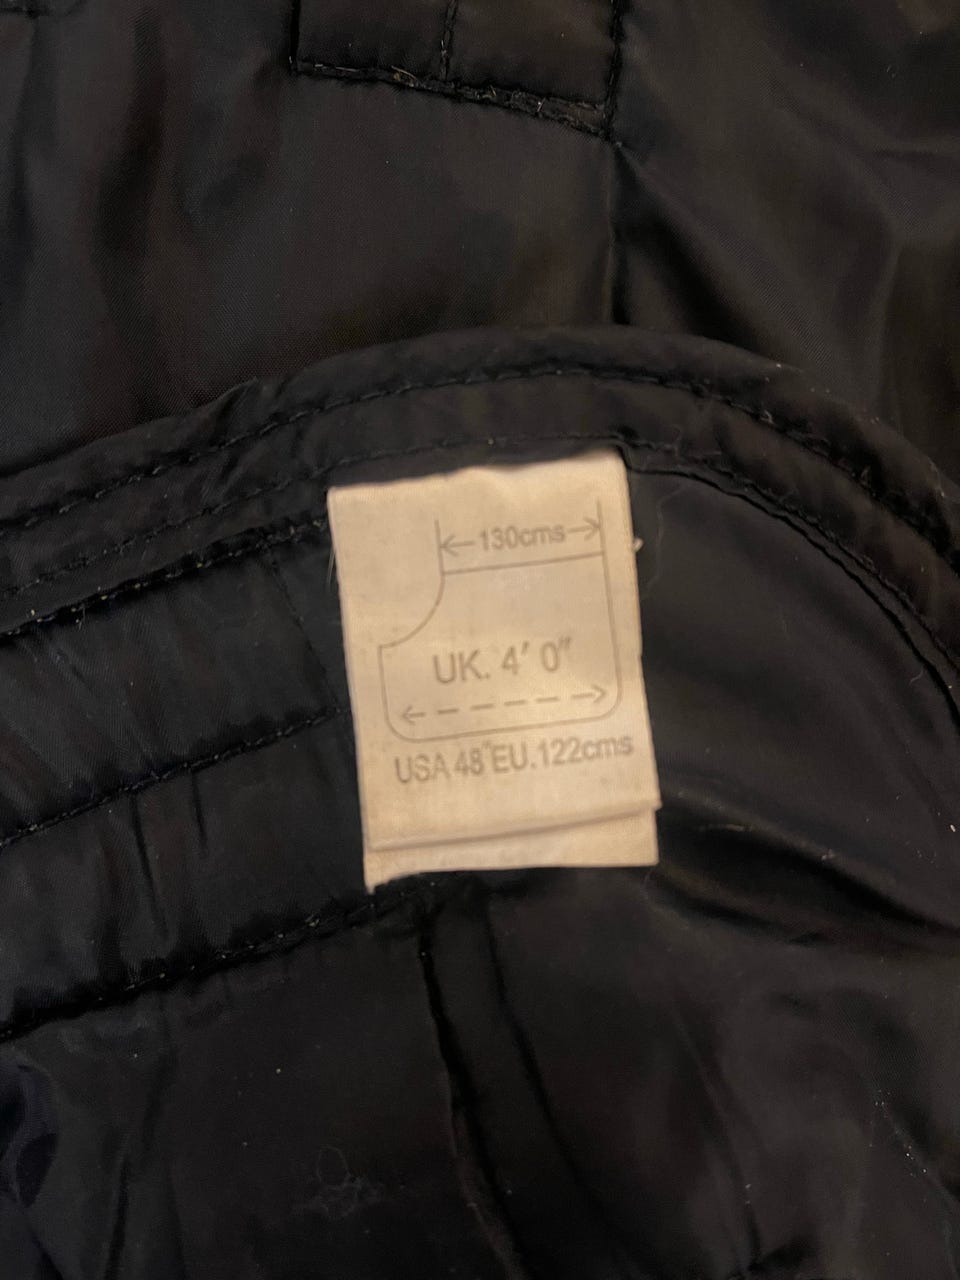 130cms
UK. 4' 0"
USA 48" EU. 122cms